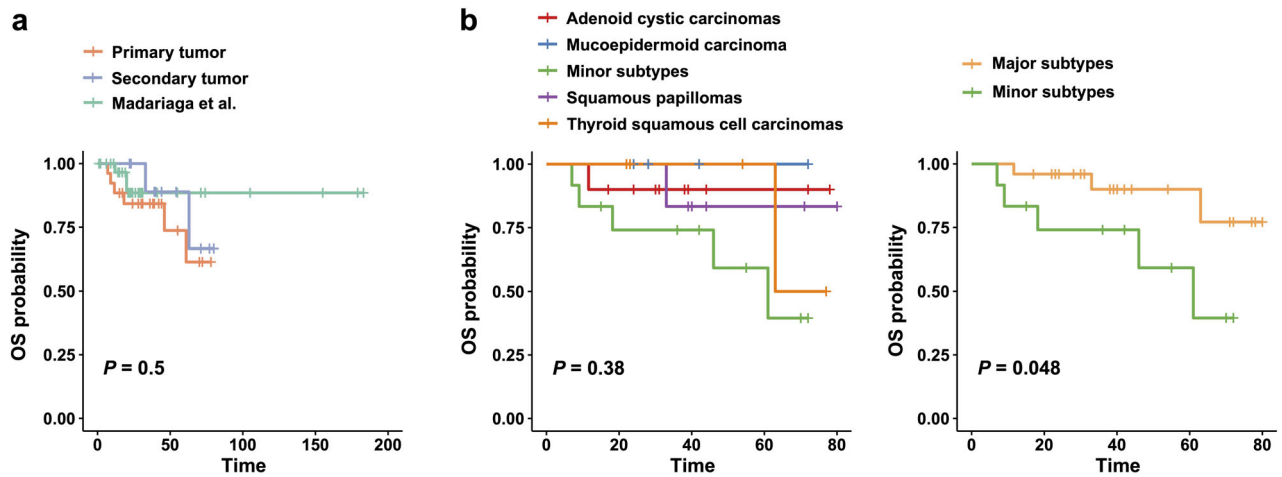 a
Primary tumor
Secondary tumor
Madariaga et al.
OS probability
1.00
0.75
0.50
0.25
0.00
P = 0.5
0
50
100
150
200
Time
b
Adenoid cystic carcinomas
Mucoepidermoid carcinoma
Minor subtypes
Squamous papillomas
Thyroid squamous cell carcinomas
OS probability
1.00
0.75
0.50
0.25
0.00
P = 0.38
0
20
40
60
80
Time
Major subtypes
Minor subtypes
OS probability
1.00
0.75
0.50
0.25
0.00
P = 0.048
0
20
40
60
80
Time